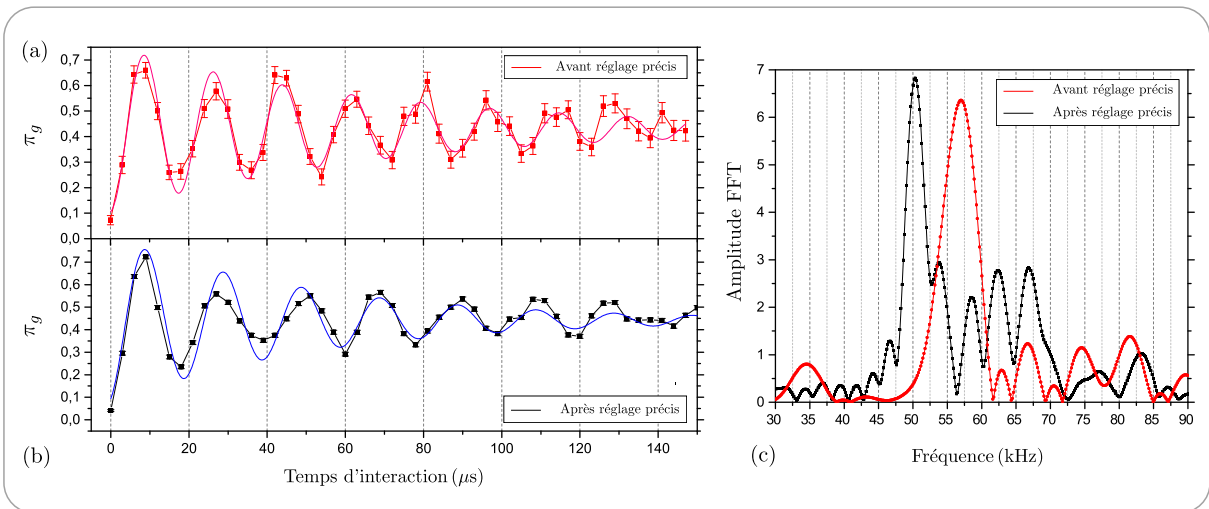 (a)
0,7
0,6
0,5
0,4
0,3
0,2
0,1
0,0
π_g
Avant réglage précis
0,7
0,6
0,5
0,4
0,3
0,2
0,1
0,0
π_g
Après réglage précis
0 20 40 60 80 100 120 140
Temps d'interaction (μs)
(b)
7
6
5
4
3
2
1
0
Amplitude FFT
Avant réglage précis
Après réglage précis
30 35 40 45 50 55 60 65 70 75 80 85 90
Fréquence (kHz)
(c)